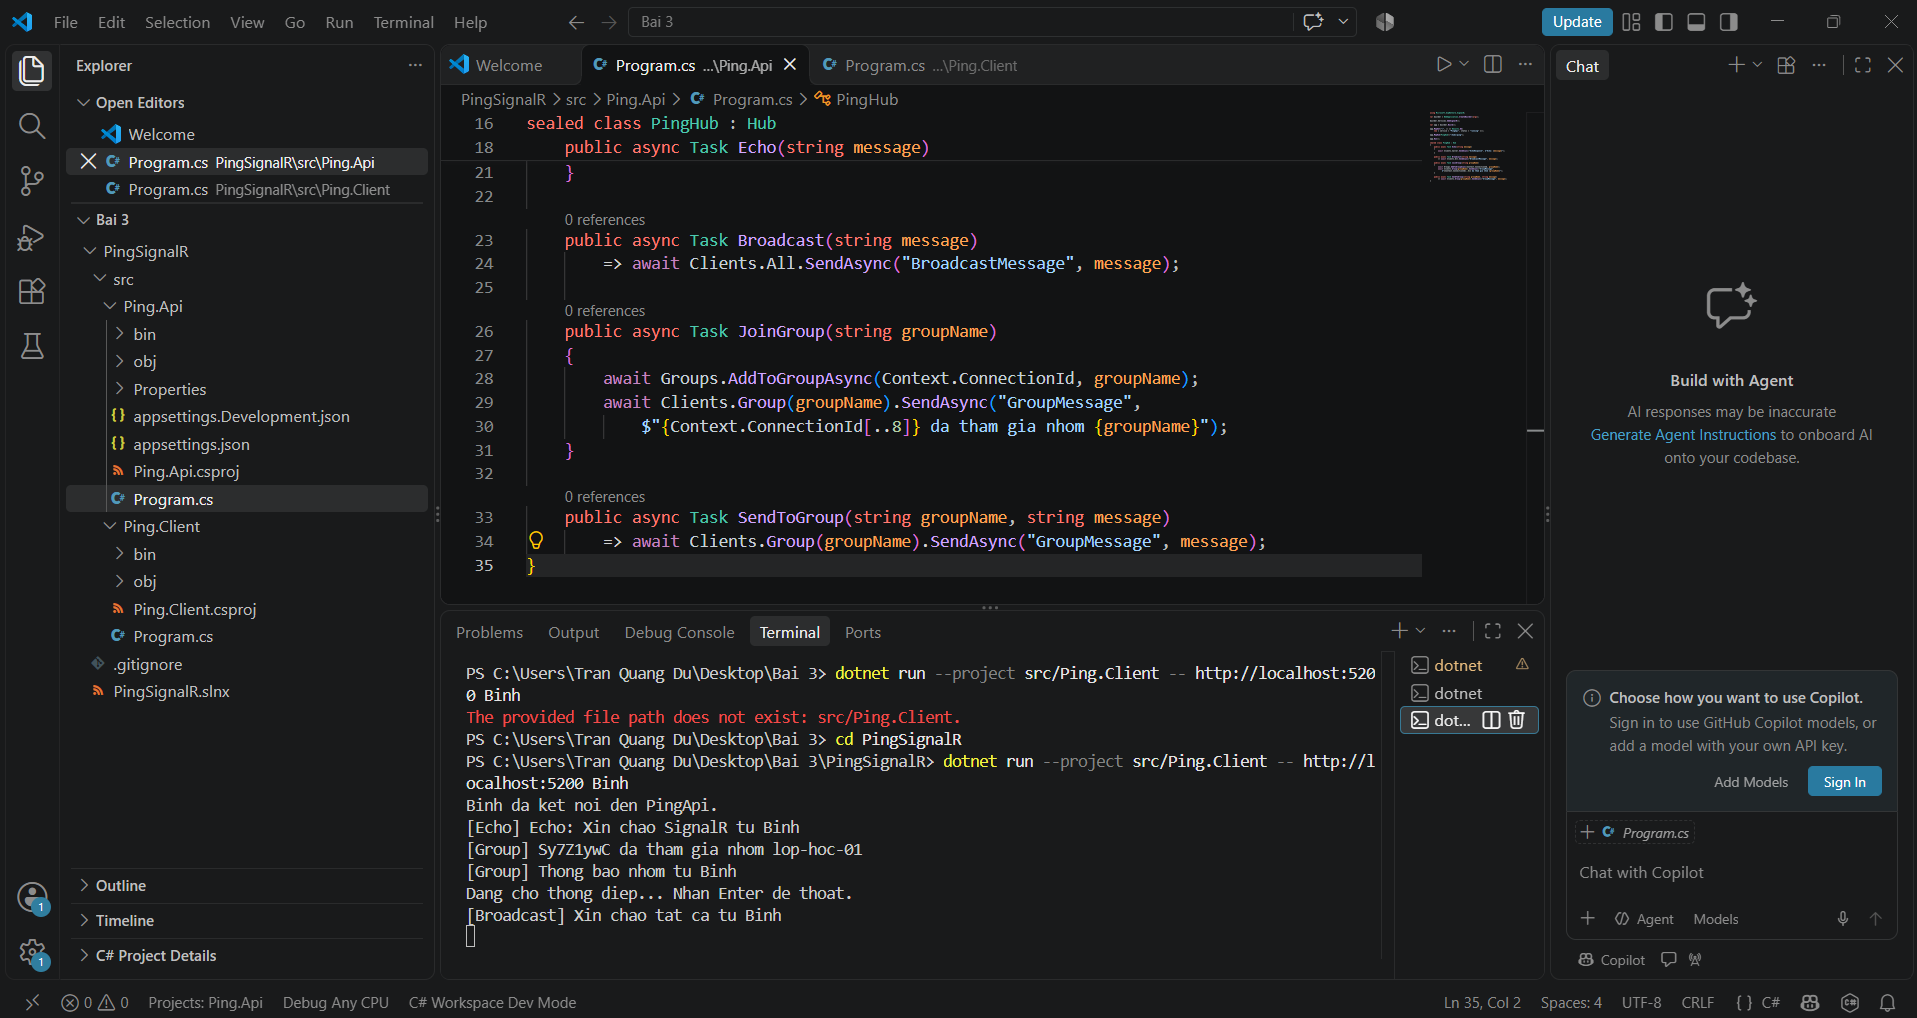 File Edit Selection View Go Run Terminal Help
Bai 3
Update
Explorer
Open Editors
Welcome
Program.cs PingSignalR\src\Ping.Api
Program.cs PingSignalR\src\Ping.Client
Bai 3
PingSignalR
src
Ping.Api
bin
obj
Properties
{} appsettings.Development.json
{} appsettings.json
Ping.Api.csproj
C# Program.cs
Ping.Client
bin
obj
Ping.Client.csproj
C# Program.cs
.gitignore
PingSignalR.slnx
Outline
Timeline
C# Project Details
1
1
Welcome
C# Program.cs ...\Ping.Api
C# Program.cs ...\Ping.Client
PingSignalR > src > Ping.Api > C# Program.cs > PingHub
16 sealed class PingHub : Hub
18 public async Task Echo(string message)
21 }
22
0 references
23 public async Task Broadcast(string message)
24 => await Clients.All.SendAsync("BroadcastMessage", message);
25
0 references
26 public async Task JoinGroup(string groupName)
27 {
28 await Groups.AddToGroupAsync(Context.ConnectionId, groupName);
29 await Clients.Group(groupName).SendAsync("GroupMessage",
30 $"{Context.ConnectionId[..8]} da tham gia nhom {groupName}");
31 }
32
0 references
33 public async Task SendToGroup(string groupName, string message)
34 => await Clients.Group(groupName).SendAsync("GroupMessage", message);
35 }
Problems Output Debug Console Terminal Ports
PS C:\Users\Tran Quang Du\Desktop\Bai 3> dotnet run --project src/Ping.Client -- http://localhost:520
0 Binh
The provided file path does not exist: src/Ping.Client.
PS C:\Users\Tran Quang Du\Desktop\Bai 3> cd PingSignalR
PS C:\Users\Tran Quang Du\Desktop\Bai 3\PingSignalR> dotnet run --project src/Ping.Client -- http://l
ocalhost:5200 Binh
Binh da ket noi den PingApi.
[Echo] Echo: Xin chao SignalR tu Binh
[Group] Sy7Z1ywC da tham gia nhom lop-hoc-01
[Group] Thong bao nhom tu Binh
Dang cho thong diep... Nhan Enter de thoat.
[Broadcast] Xin chao tat ca tu Binh
dotnet
dotnet
dot...
Chat
Build with Agent
AI responses may be inaccurate
Generate Agent Instructions to onboard AI
onto your codebase.
Choose how you want to use Copilot.
Sign in to use GitHub Copilot models, or
add a model with your own API key.
Add Models
Sign In
C# Program.cs
Chat with Copilot
Agent Models
Copilot
0 0 Projects: Ping.Api Debug Any CPU C# Workspace Dev Mode Ln 35, Col 2 Spaces: 4 UTF-8 CRLF {} C#